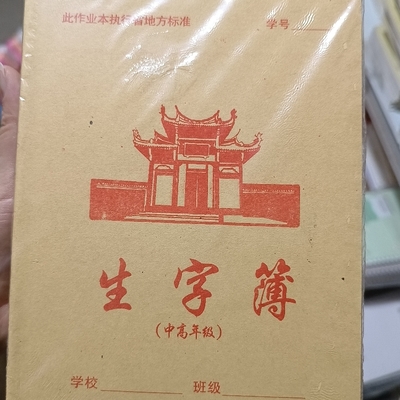 此作业本执行省地方标准 学号
生字簿
(中高年级)
学校 班级